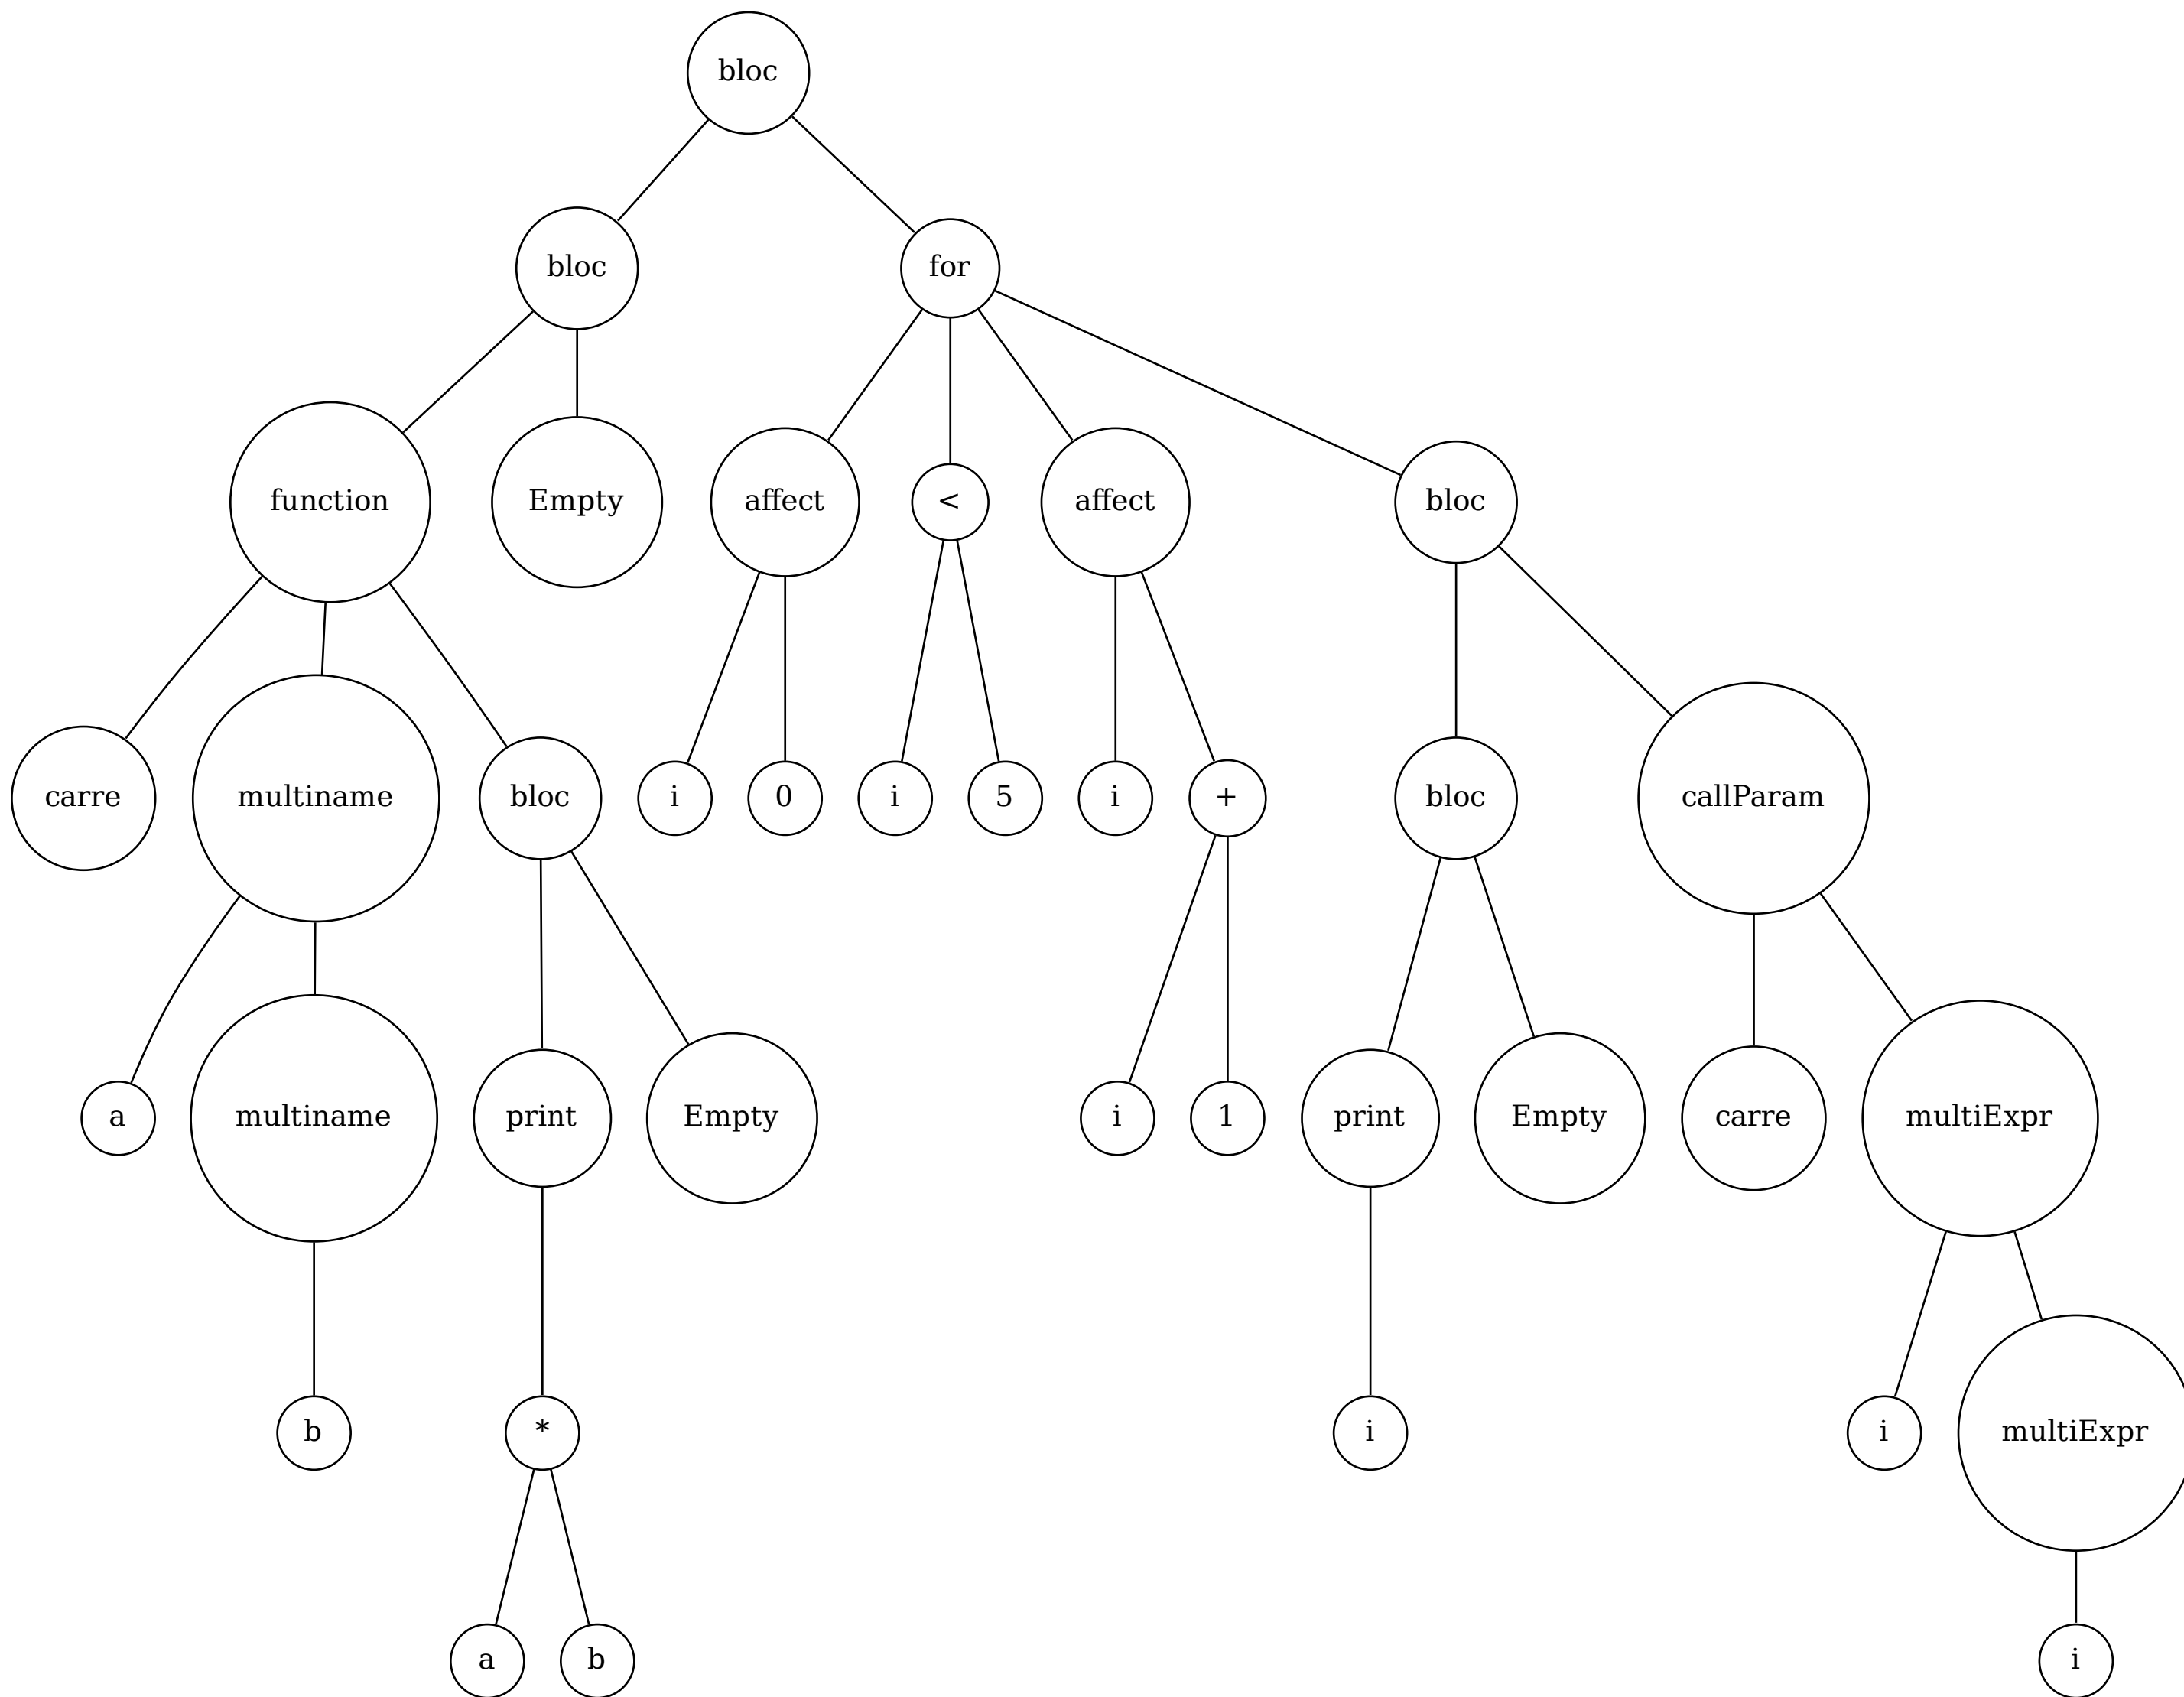 bloc
bloc
for
function
Empty
affect
<
affect
bloc
carre
multiname
bloc
i
0
i
5
i
+
bloc
callParam
a
multiname
print
Empty
i
1
print
Empty
carre
multiExpr
b
*
i
i
multiExpr
a
b
i